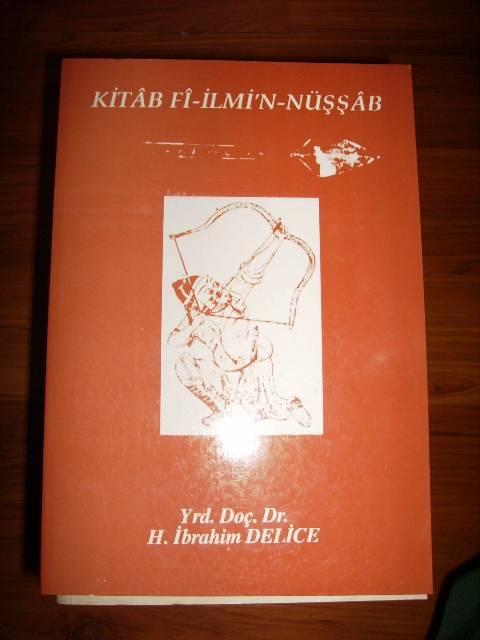 KİTÂB FÎ-İLMİ'N-NÜŞŞÂB
Yrd. Doç. Dr.
H. İbrahim DELİCE